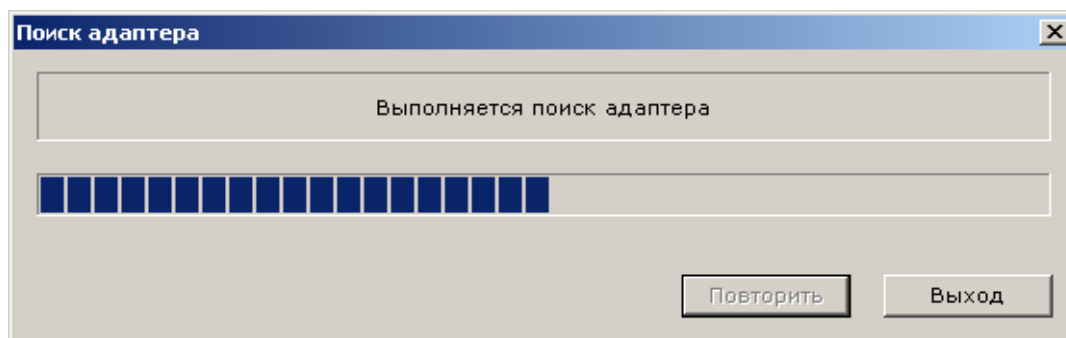 Поиск адаптера
Выполняется поиск адаптера
Повторить
Выход